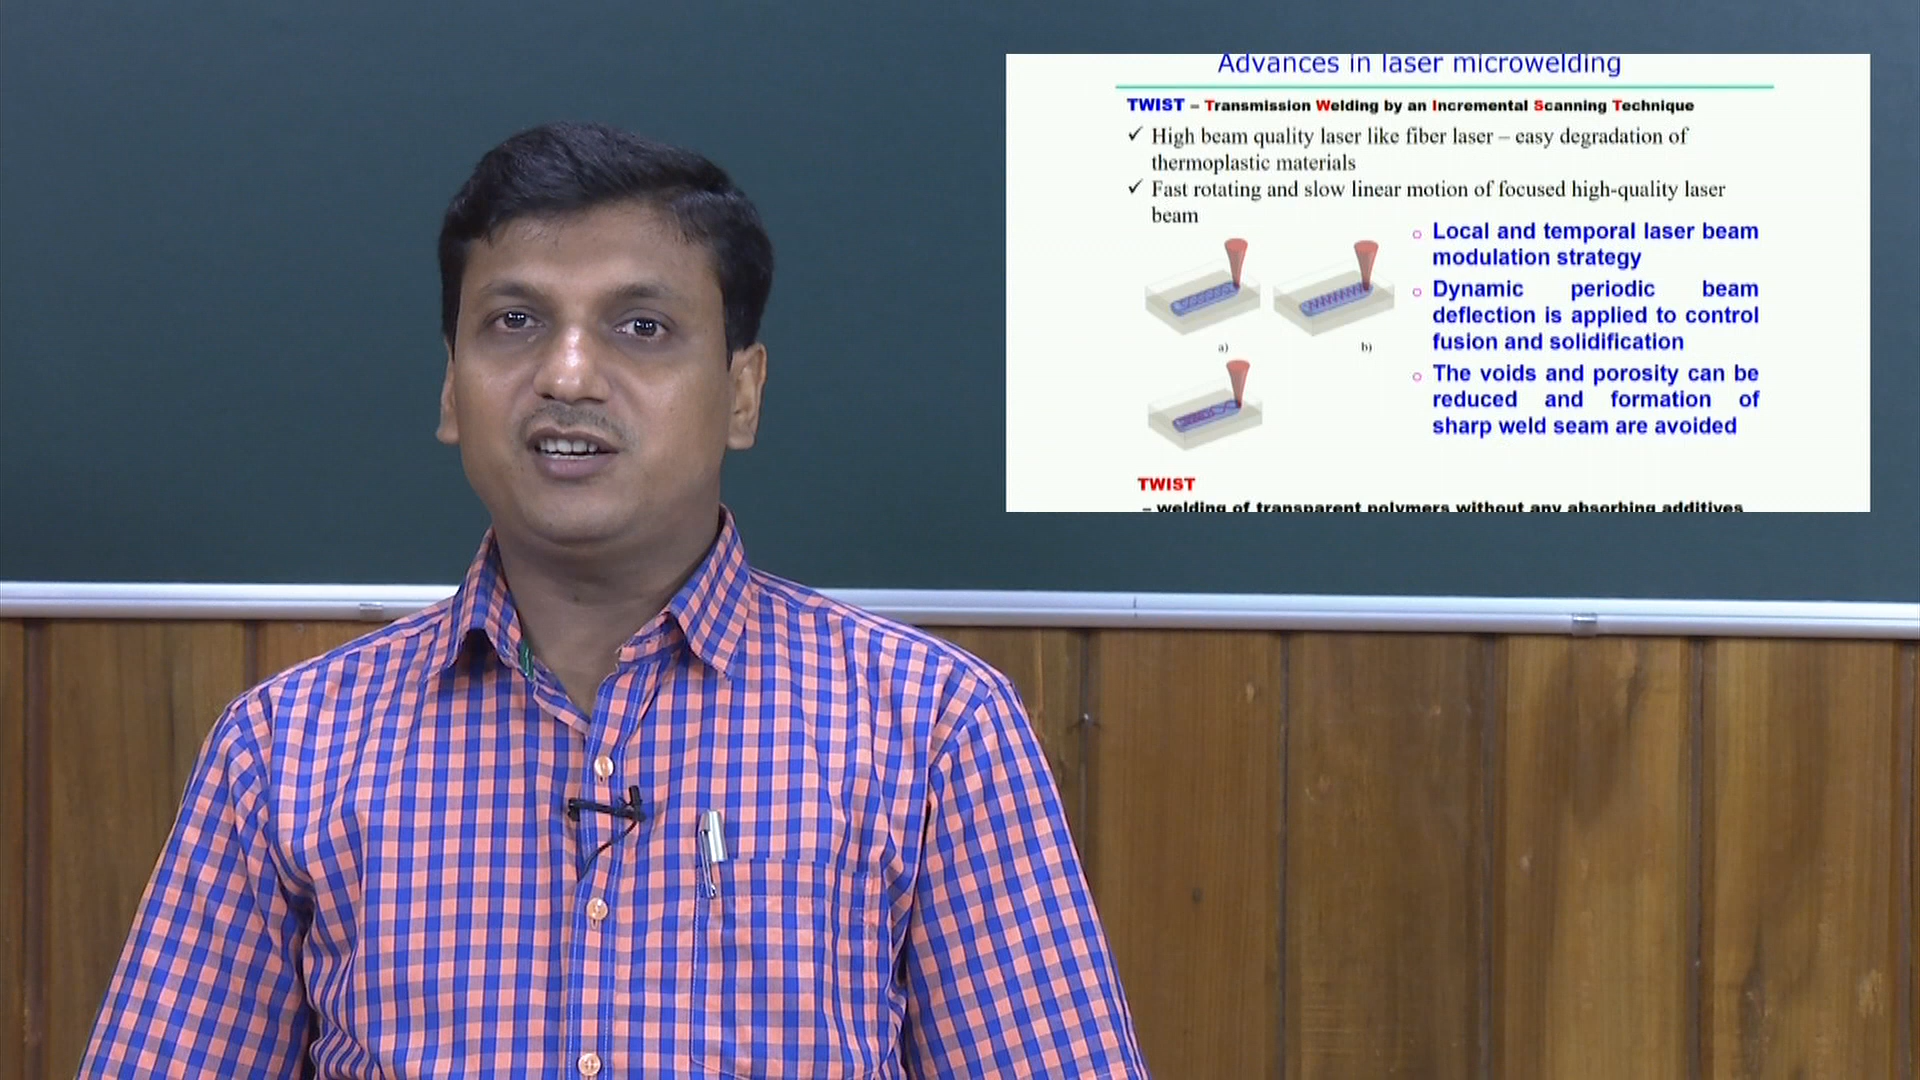 Advances in laser microwelding
TWIST – Transmission Welding by an Incremental Scanning Technique
✓ High beam quality laser like fiber laser – easy degradation of
thermoplastic materials
✓ Fast rotating and slow linear motion of focused high-quality laser
beam
o Local and temporal laser beam
modulation strategy
o Dynamic periodic beam
deflection is applied to control
fusion and solidification
o The voids and porosity can be
reduced and formation of
sharp weld seam are avoided
a)
b)
TWIST
– welding of transparent polymers without any absorbing additives